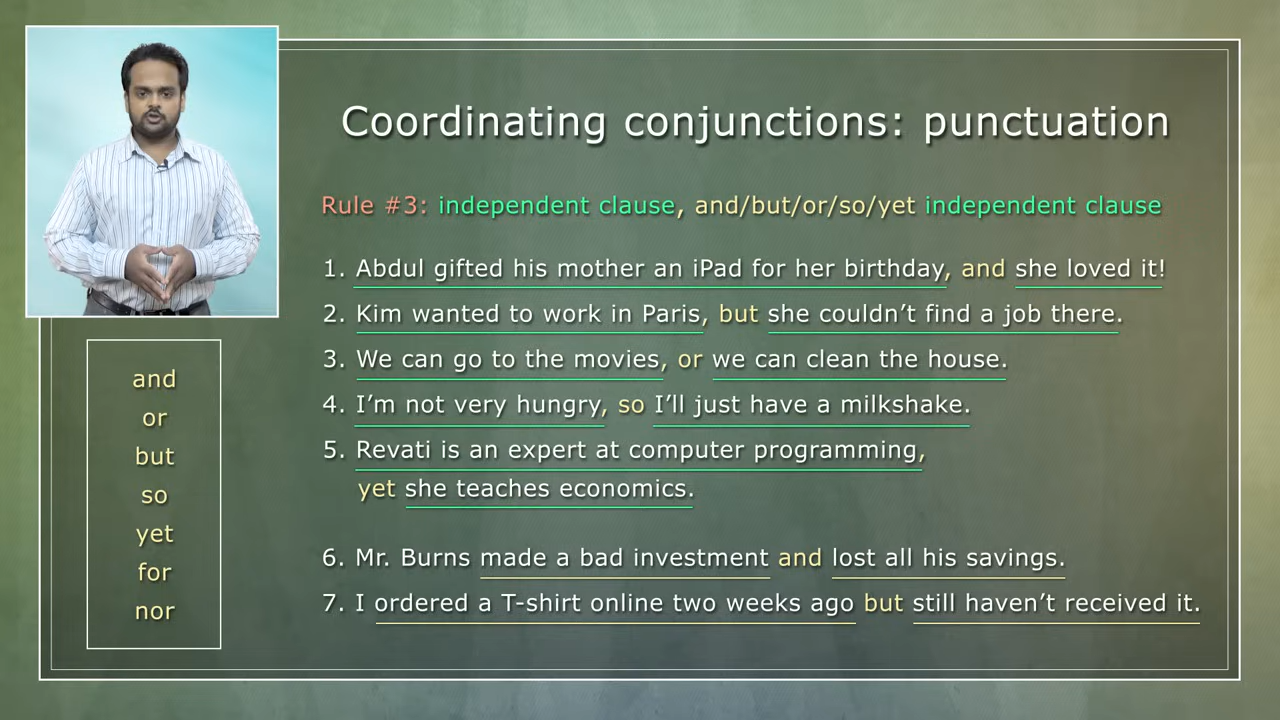 Coordinating conjunctions: punctuation
Rule #3: independent clause, and/but/or/so/yet independent clause
1. Abdul gifted his mother an iPad for her birthday, and she loved it!
2. Kim wanted to work in Paris, but she couldn’t find a job there.
3. We can go to the movies, or we can clean the house.
4. I’m not very hungry, so I’ll just have a milkshake.
5. Revati is an expert at computer programming,
yet she teaches economics.
6. Mr. Burns made a bad investment and lost all his savings.
7. I ordered a T-shirt online two weeks ago but still haven’t received it.
and
or
but
so
yet
for
nor